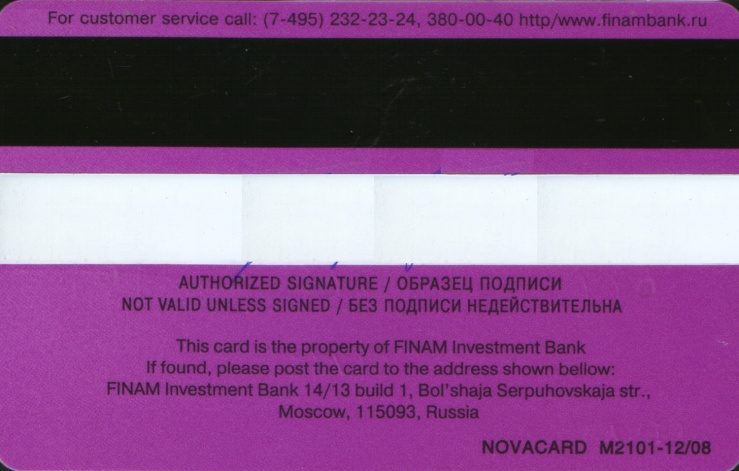 For customer service call: (7-495) 232-23-24, 380-00-40 http/www.finambank.ru
AUTHORIZED SIGNATURE / ОБРАЗЕЦ ПОДПИСИ
NOT VALID UNLESS SIGNED / БЕЗ ПОДПИСИ НЕДЕЙСТВИТЕЛЬНА
This card is the property of FINAM Investment Bank
If found, please post the card to the address shown bellow:
FINAM Investment Bank 14/13 build 1, Bol'shaja Serpuhovskaja str.,
Moscow, 115093, Russia
NOVACARD M2101-12/08